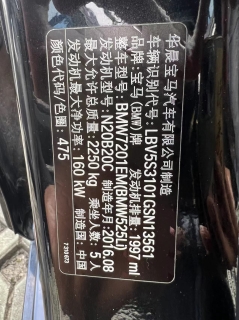 华晨宝马汽车有限公司制造
车辆识别代号: LBV5S3101GSN13561
品牌: 宝马(BMW)牌 发动机排量: 1997 ml
整车型号: BMW7201EM(BMW525Li)
发动机型号: N20B20C 制造年月: 2016.08
最大允许总质量: 2250 kg 乘坐人数: 5人
发动机最大净功率: 160 kW 制造国: 中国
颜色代码/色圈: 475